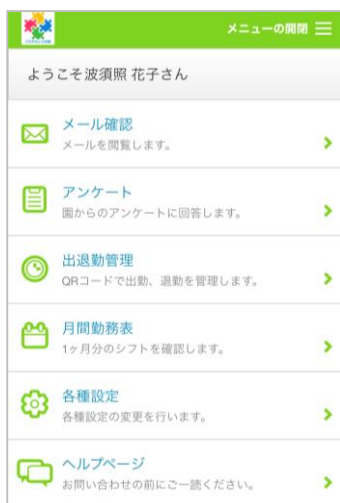 メニューの開閉
ようこそ波須照 花子さん
メール確認
メールを閲覧します。
アンケート
園からのアンケートに回答します。
出退勤管理
QRコードで出勤、退勤を管理します。
月間勤務表
1ヶ月分のシフトを確認します。
各種設定
各種設定の変更を行います。
ヘルプページ
お問い合わせの前にご一読ください。